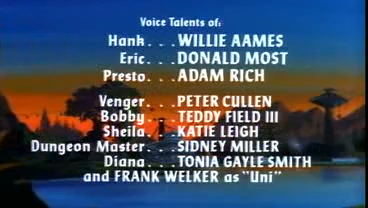 Voice Talents of:
Hank. . .WILLIE AAMES
Eric. . .DONALD MOST
Presto. . .ADAM RICH
Venger. . .PETER CULLEN
Bobby. . .TEDDY FIELD III
Sheila. . .KATIE LEIGH
Dungeon Master. . .SIDNEY MILLER
Diana. . .TONIA GAYLE SMITH
and FRANK WELKER as "Uni"